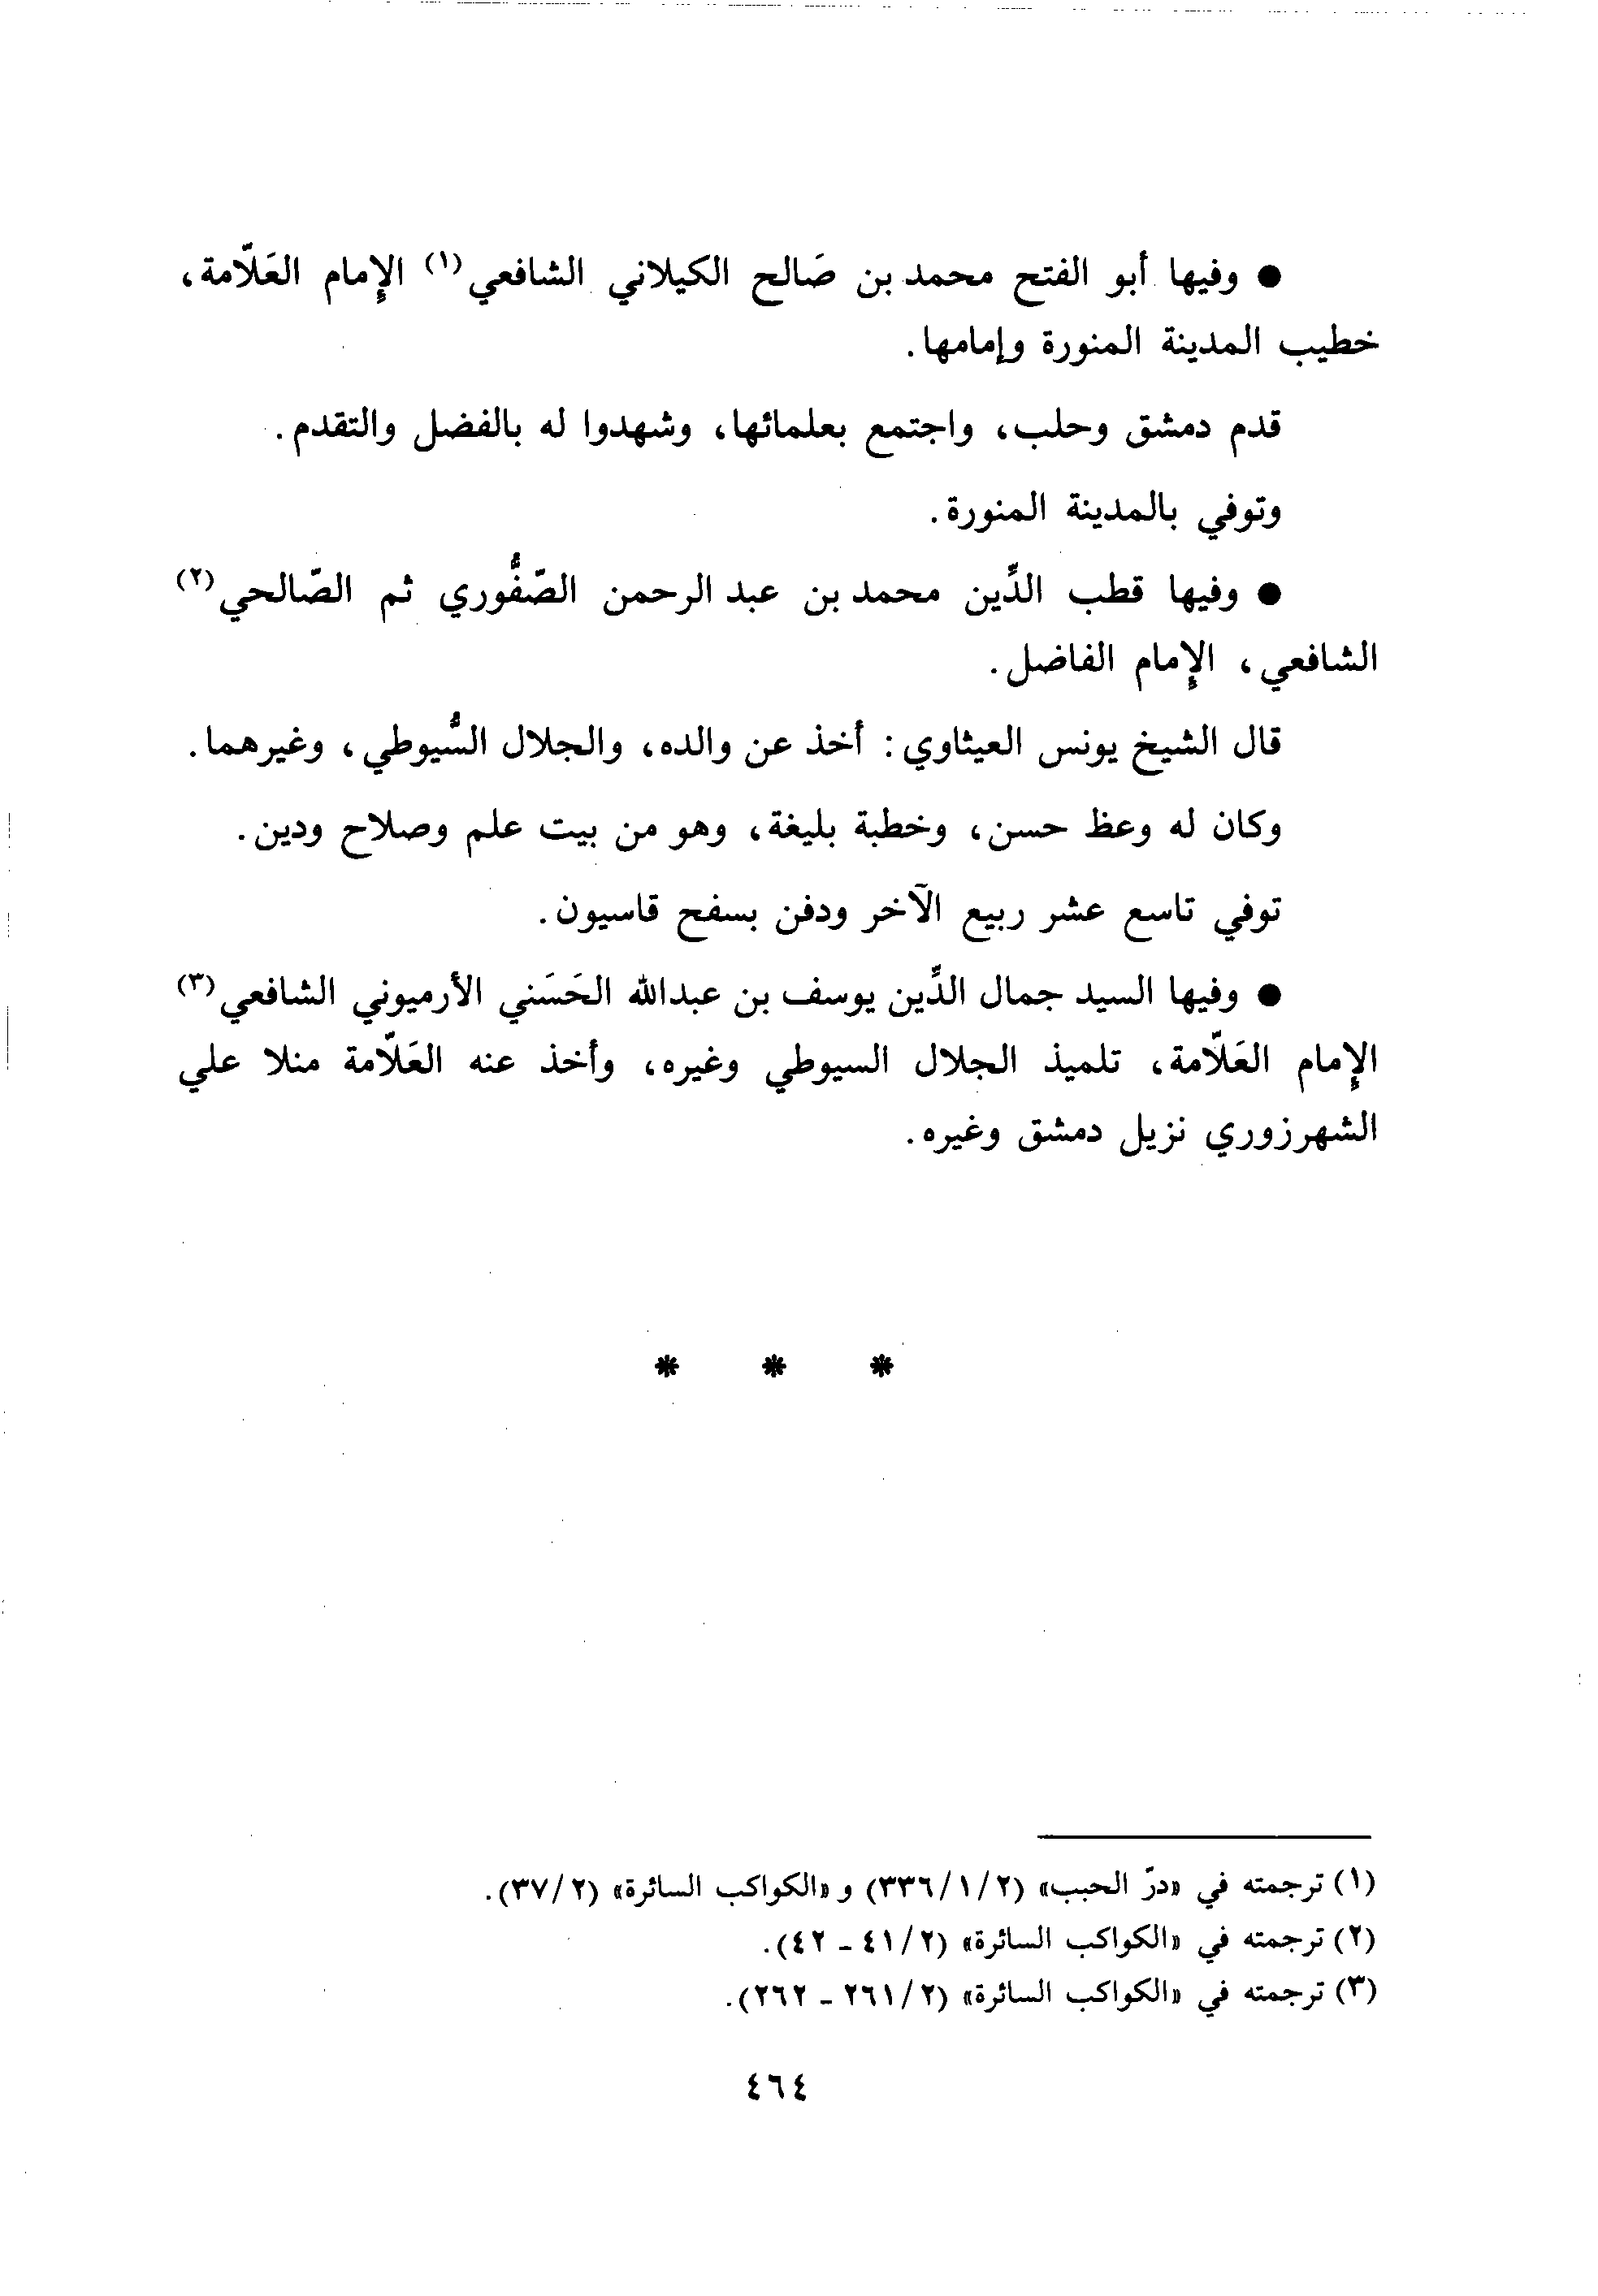 ● وفيها أبو الفتح محمد بن صَالح الكيلاني الشافعي(١) الإِمام العَلّامة،
خطيب المدينة المنورة وإمامها.
قدم دمشق وحلب، واجتمع بعلمائها، وشهدوا له بالفضل والتقدم.
وتوفي بالمدينة المنورة.
● وفيها قطب الدِّين محمد بن عبد الرحمن الصّفُّوري ثم الصّالحي(٢)
الشافعي، الإِمام الفاضل.
قال الشيخ يونس العيثاوي: أخذ عن والده، والجلال السُّيوطي، وغيرهما.
وكان له وعظ حسن، وخطبة بليغة، وهو من بيت علم وصلاح ودين.
توفي تاسع عشر ربيع الآخر ودفن بسفح قاسيون.
● وفيها السيد جمال الدِّين يوسف بن عبدالله الحَسَني الأرميوني الشافعي(٣)
الإِمام العَلّامة، تلميذ الجلال السيوطي وغيره، وأخذ عنه العَلّامة منلا علي
الشهرزوري نزيل دمشق وغيره.
* * *
(١) ترجمته في «درّ الحبب» (٣٣٦/١/٢) و «الكواكب السائرة» (٣٧/٢).
(٢) ترجمته في «الكواكب السائرة» (٤١/٢ ـ ٤٢).
(٣) ترجمته في «الكواكب السائرة» (٢٦١/٢ ـ ٢٦٢).
٤٦٤